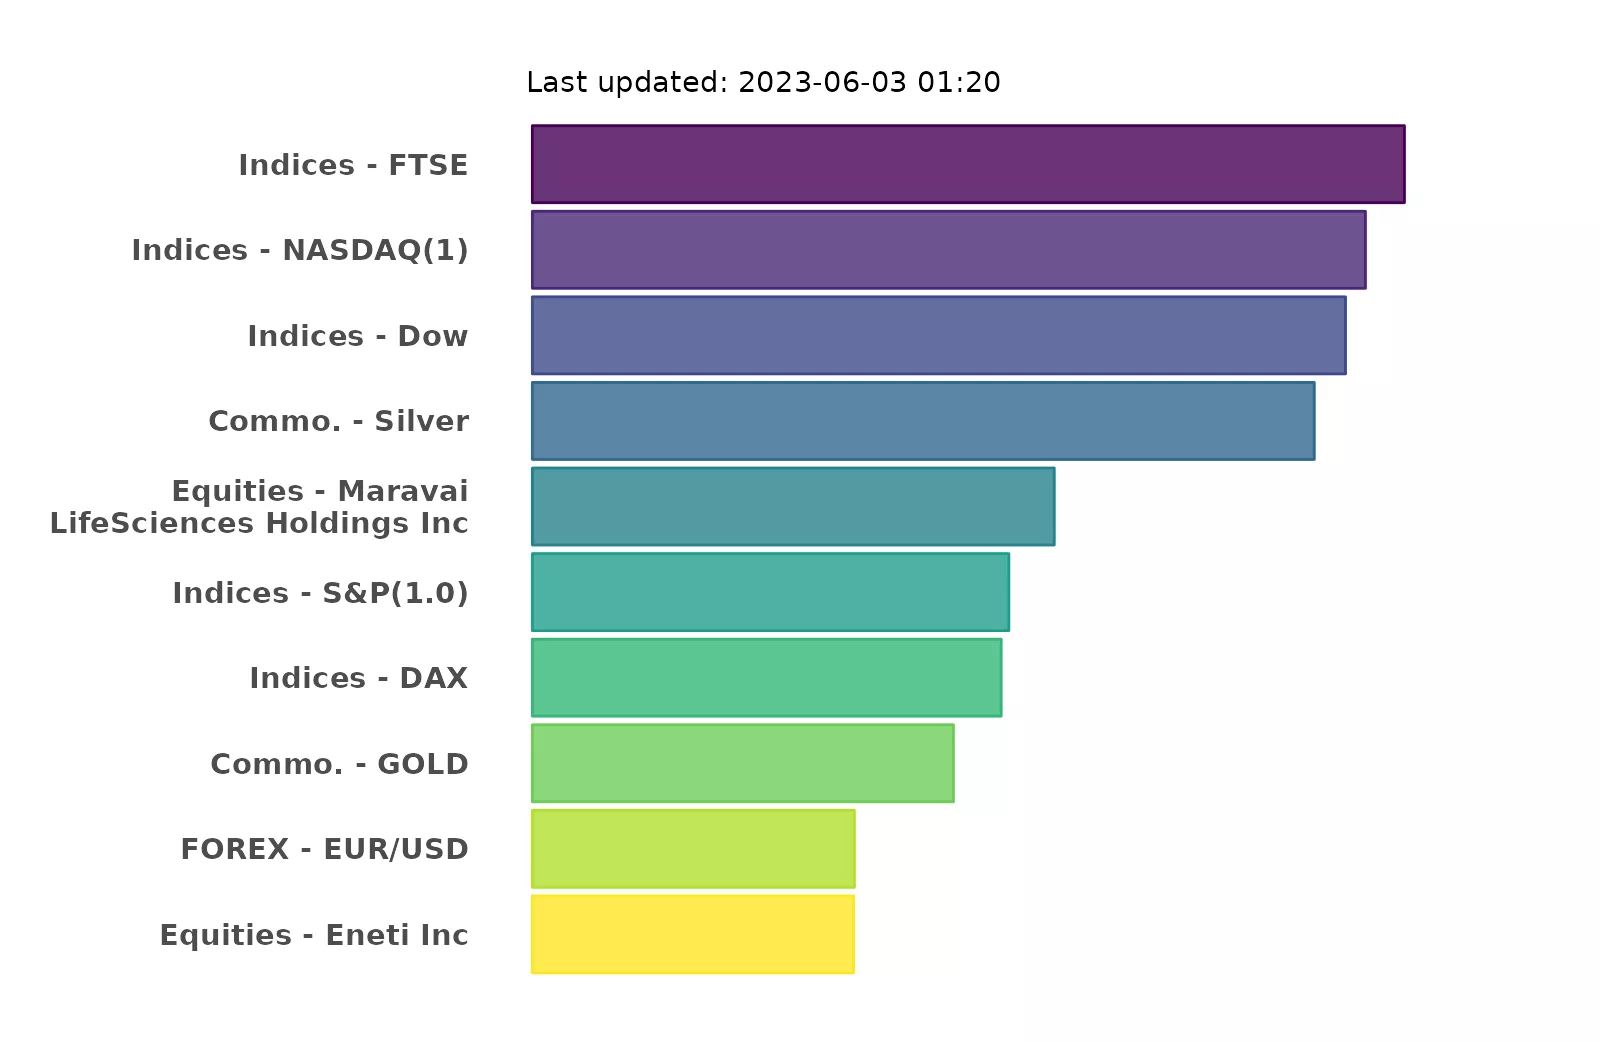 Last updated: 2023-06-03 01:20
Indices - FTSE
Indices - NASDAQ(1)
Indices - Dow
Commo. - Silver
Equities - Maravai
LifeSciences Holdings Inc
Indices - S&P(1.0)
Indices - DAX
Commo. - GOLD
FOREX - EUR/USD
Equities - Eneti Inc